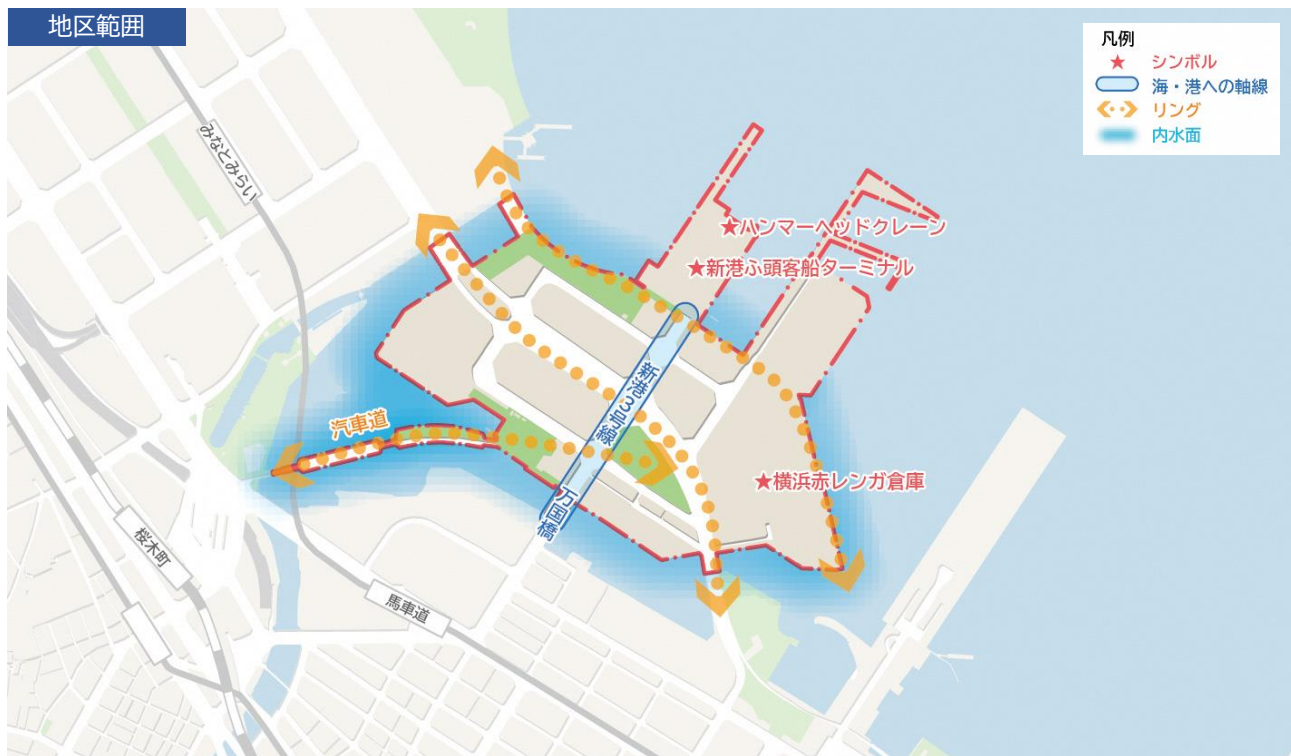 地区範囲
凡例
★ シンボル
海・港への軸線
リング
内水面
みなとみらい
★ハンマーヘッドクレーン
★新港ふ頭客船ターミナル
新港3号線
汽車道
★横浜赤レンガ倉庫
万国橋
桜木町
馬車道